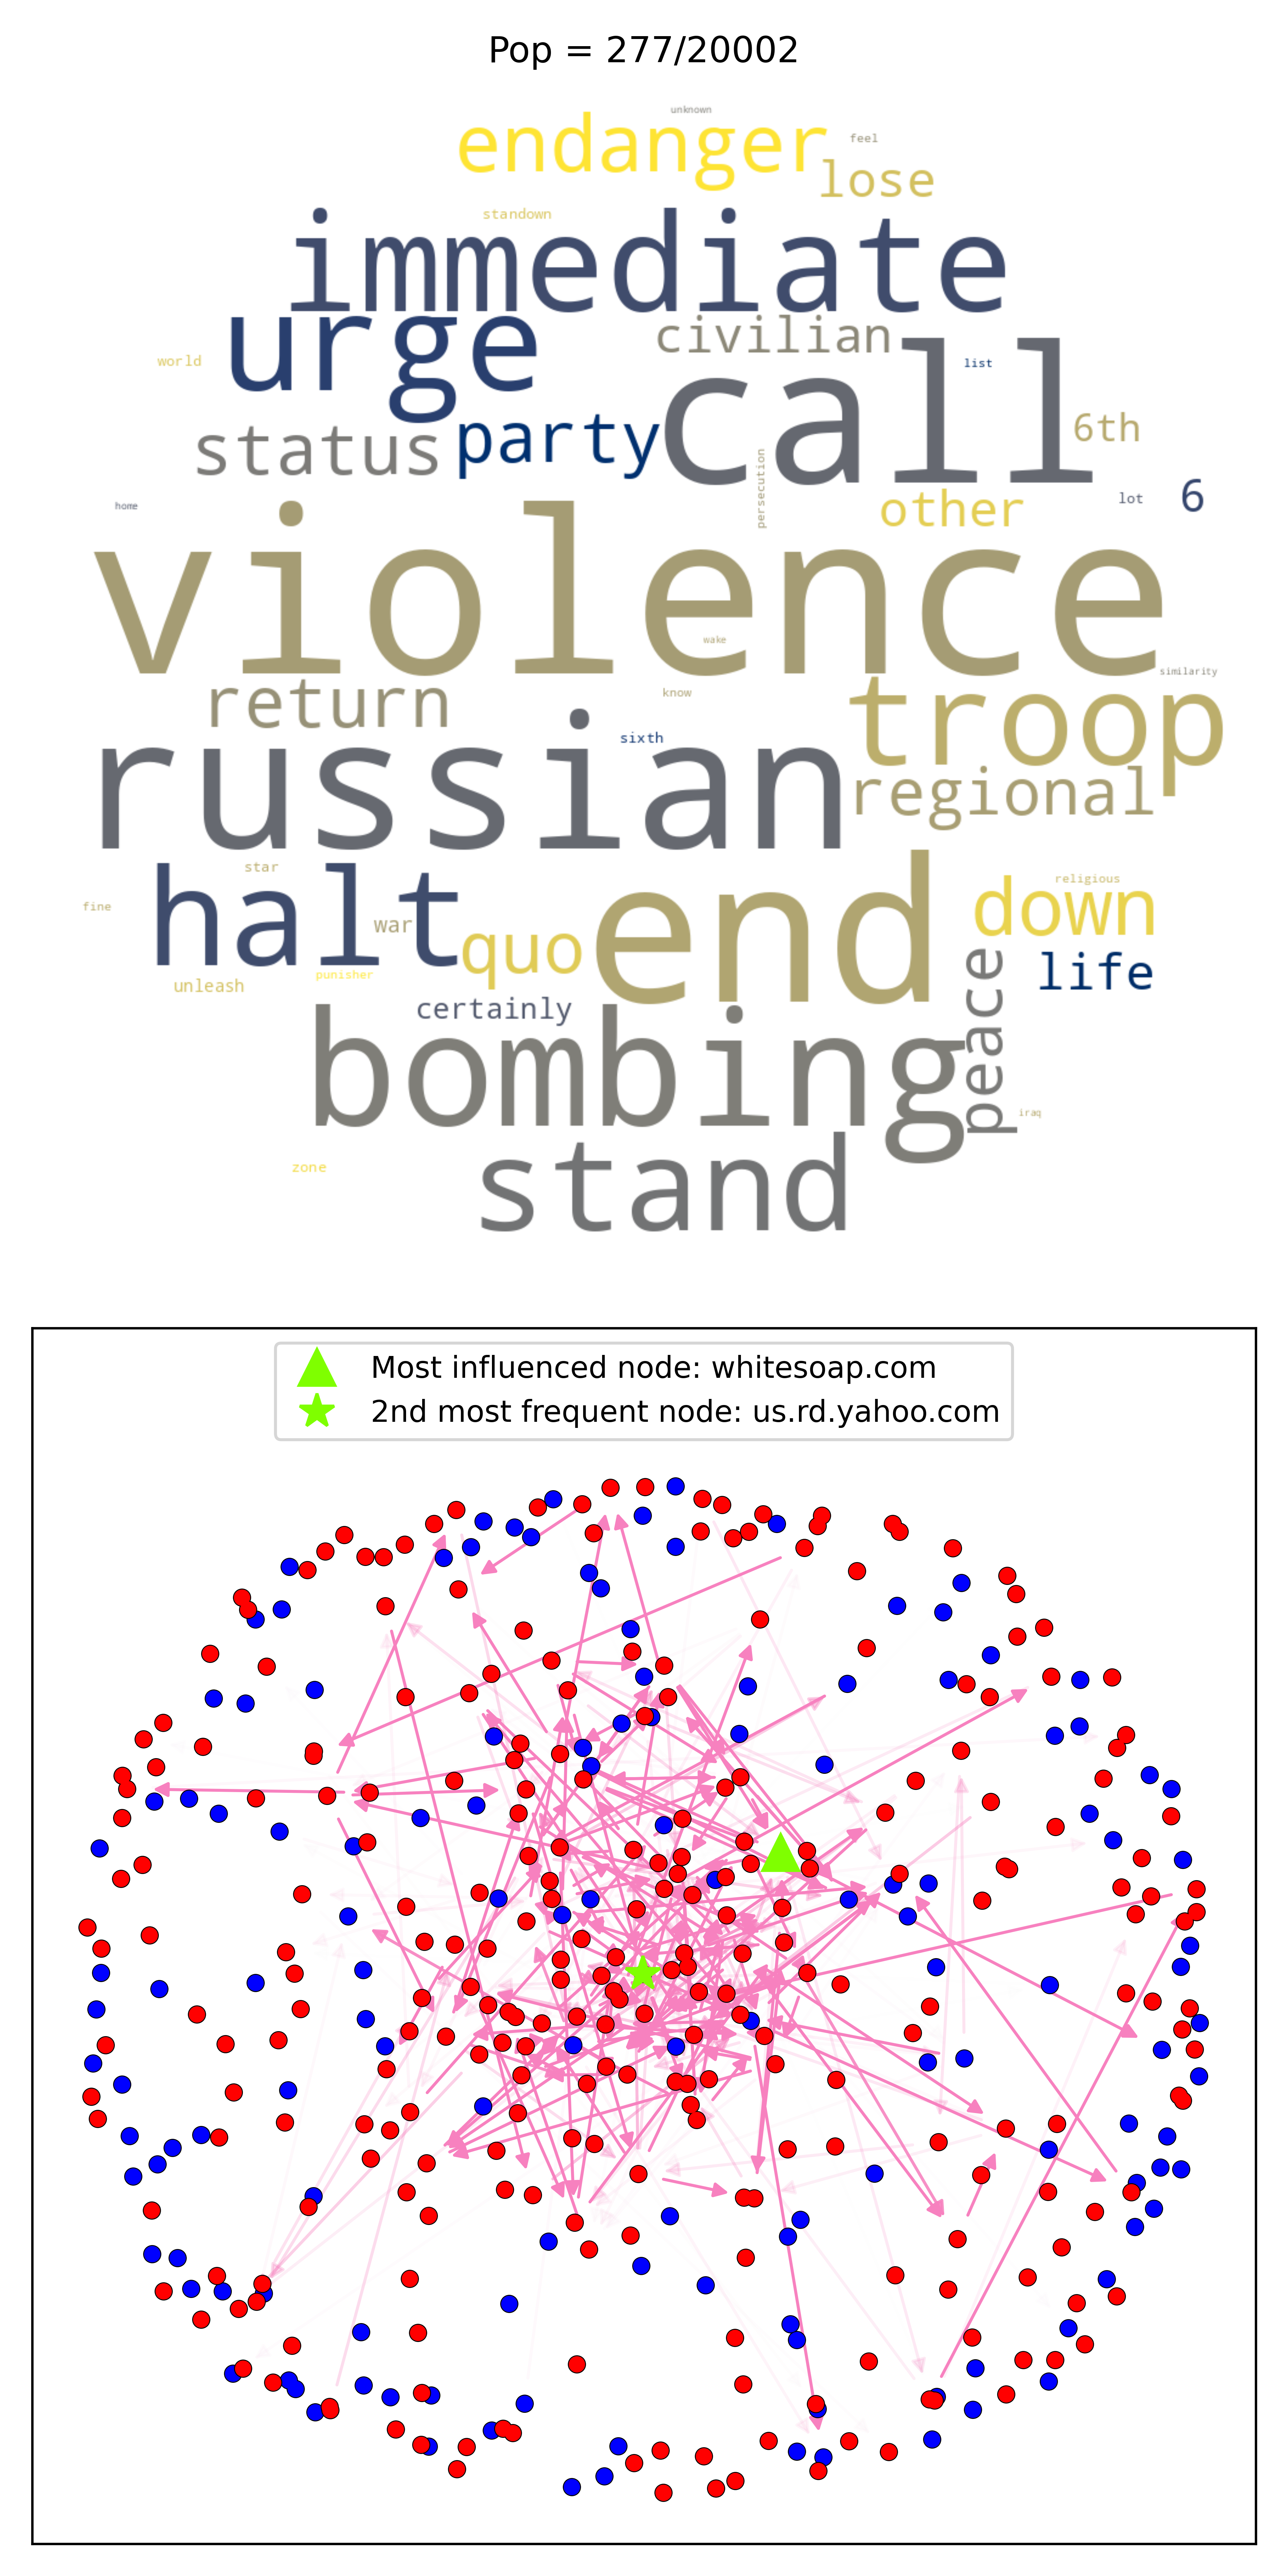 Pop = 277/20002
unknown
endanger
feel
lose
standown
immediate
urge
civilian
world
list
call
status
party
6th
persecution
other
lot
6
home
violence
wake
similarity
return
know
troop
russian
sixth
regional
star
halt
war
end
religious
down
fine
quo
life
unleash
punisher
certainly
peace
bombing
iraq
stand
zone
Most influenced node: whitesoap.com
2nd most frequent node: us.rd.yahoo.com